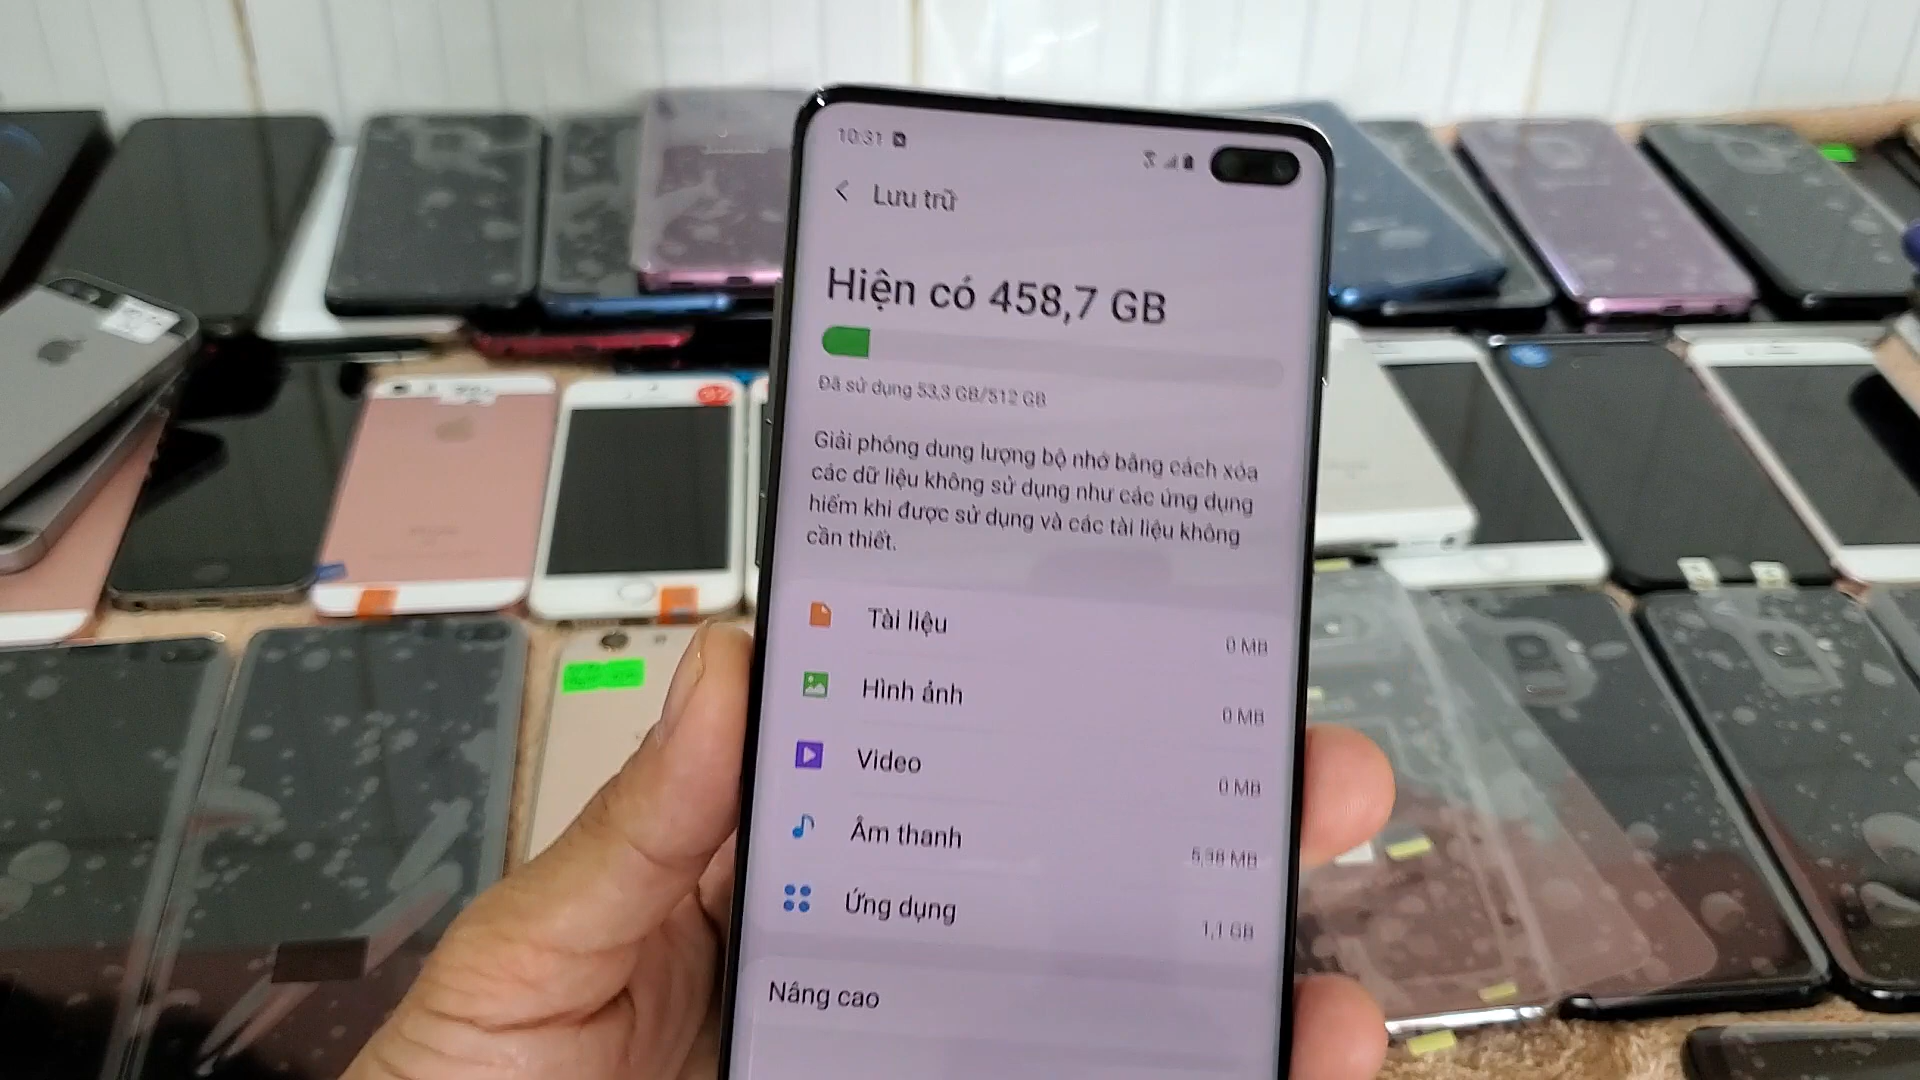 10:31
Lưu trữ
Hiện có 458,7 GB
Đã sử dụng 53,3 GB/512 GB
Giải phóng dung lượng bộ nhớ bằng cách xóa
các dữ liệu không sử dụng như các ứng dụng
hiếm khi được sử dụng và các tài liệu không
cần thiết.
Tài liệu
0 MB
Hình ảnh
0 MB
Video
0 MB
Âm thanh
5,38 MB
Ứng dụng
1,1 GB
Nâng cao